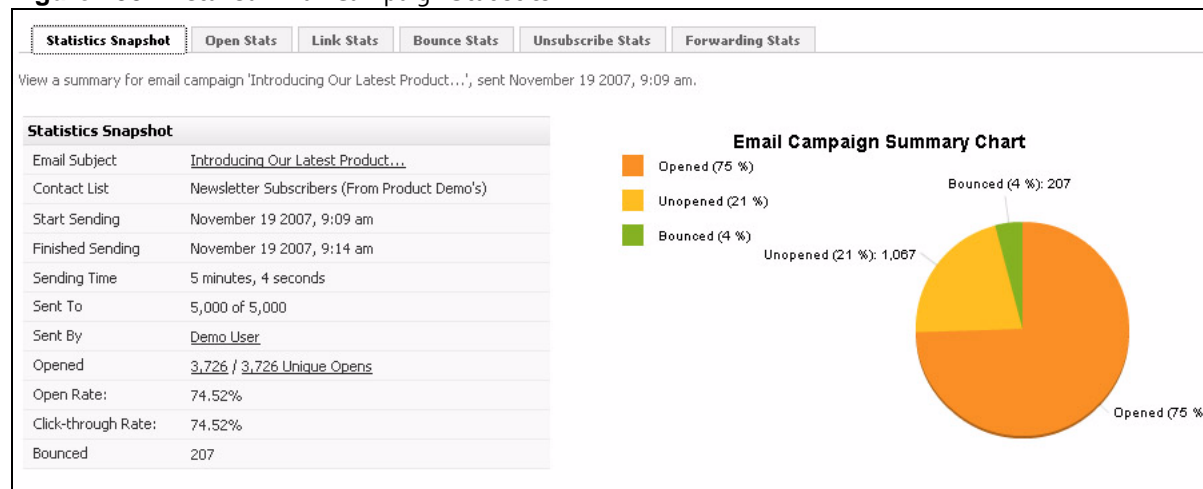 Statistics Snapshot Open Stats Link Stats Bounce Stats Unsubscribe Stats Forwarding Stats
View a summary for email campaign 'Introducing Our Latest Product...', sent November 19 2007, 9:09 am.
Statistics Snapshot
Email Subject Introducing Our Latest Product...
Contact List Newsletter Subscribers (From Product Demo's)
Start Sending November 19 2007, 9:09 am
Finished Sending November 19 2007, 9:14 am
Sending Time 5 minutes, 4 seconds
Sent To 5,000 of 5,000
Sent By Demo User
Opened 3,726 / 3,726 Unique Opens
Open Rate: 74.52%
Click-through Rate: 74.52%
Bounced 207
Email Campaign Summary Chart
Opened (75 %)
Unopened (21 %)
Bounced (4 %)
Bounced (4 %): 207
Unopened (21 %): 1,067
Opened (75 %